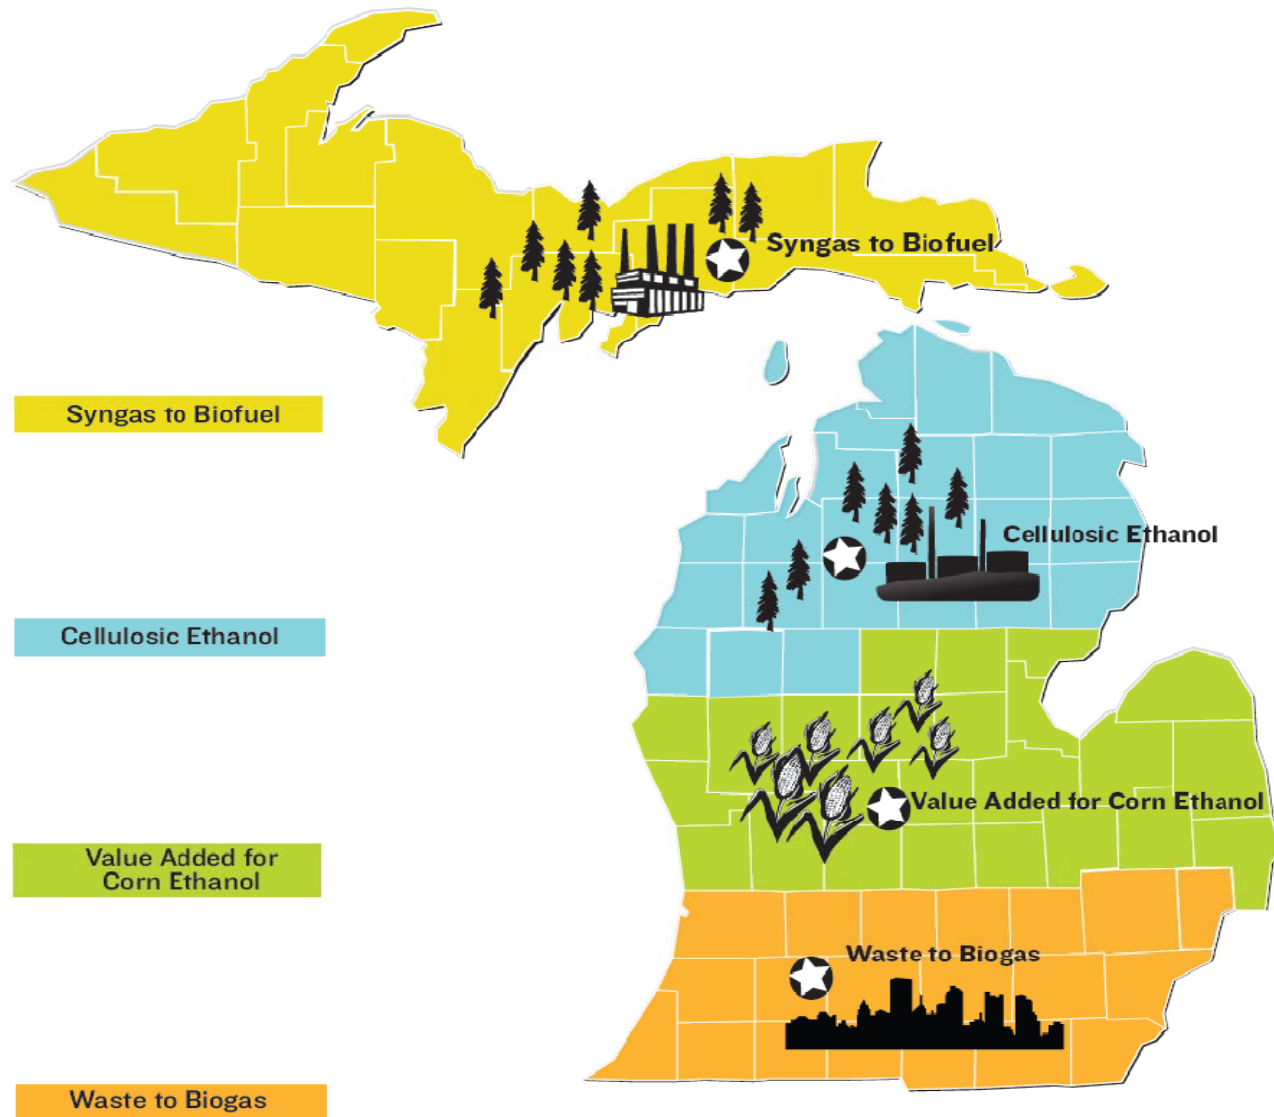 Syngas to Biofuel
Syngas to Biofuel
Cellulosic Ethanol
Cellulosic Ethanol
Value Added for Corn Ethanol
Value Added for
Corn Ethanol
Waste to Biogas
Waste to Biogas